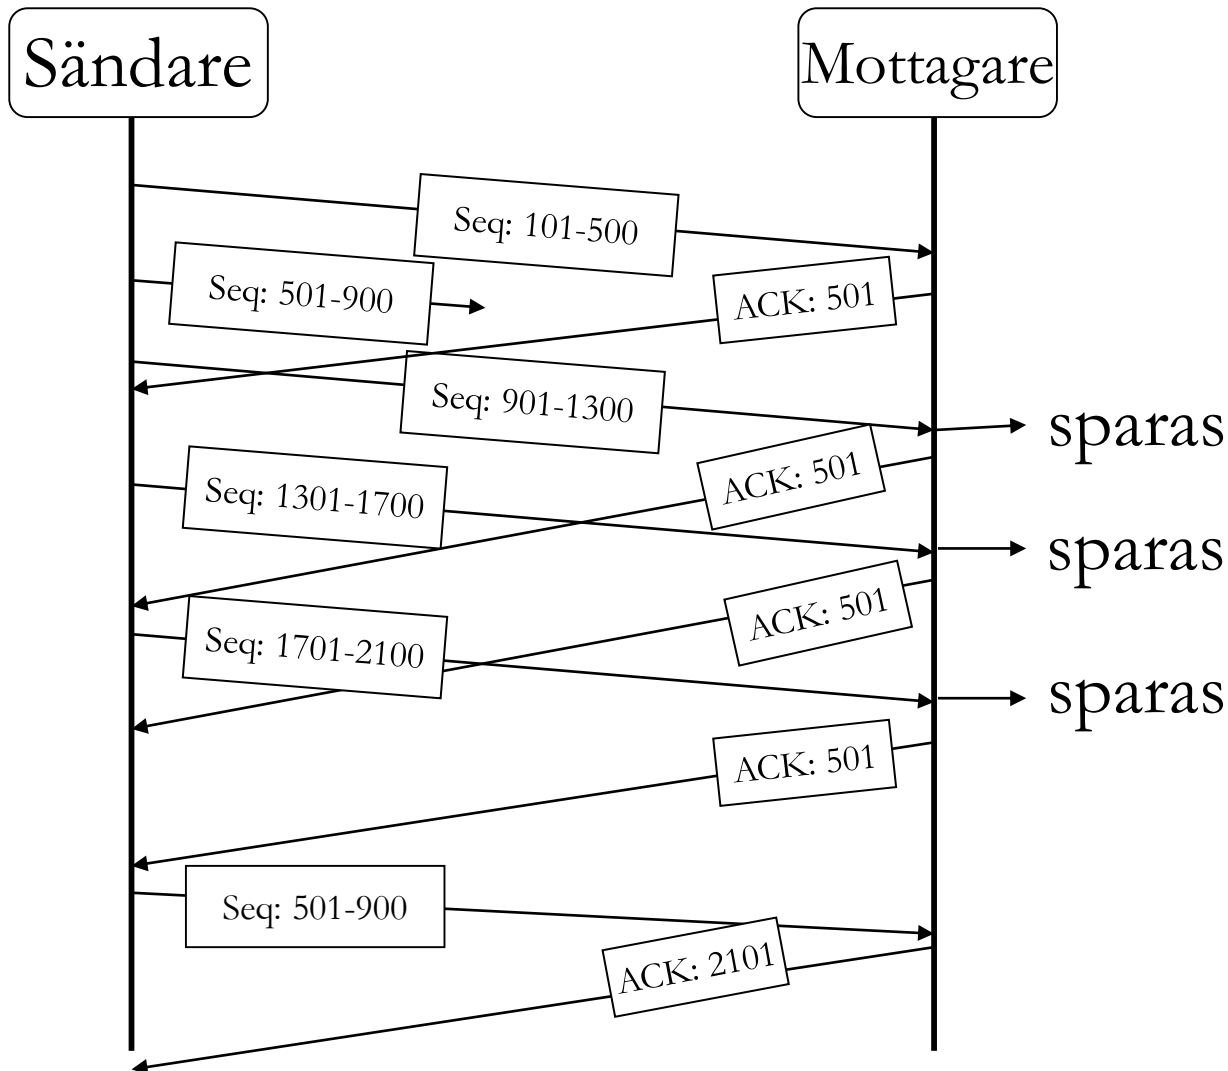 Sändare
Mottagare
Seq: 101-500
Seq: 501-900
ACK: 501
Seq: 901-1300
sparas
ACK: 501
Seq: 1301-1700
sparas
ACK: 501
Seq: 1701-2100
sparas
ACK: 501
Seq: 501-900
ACK: 2101